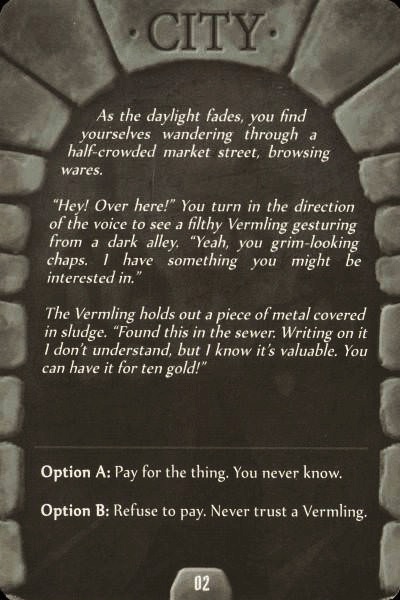 · CITY ·
As the daylight fades, you find
yourselves wandering through a
half-crowded market street, browsing
wares.
“Hey! Over here!” You turn in the direction
of the voice to see a filthy Vermling gesturing
from a dark alley. “Yeah, you grim-looking
chaps. I have something you might be
interested in.”
The Vermling holds out a piece of metal covered
in sludge. “Found this in the sewer. Writing on it
I don’t understand, but I know it’s valuable. You
can have it for ten gold!”
Option A: Pay for the thing. You never know.
Option B: Refuse to pay. Never trust a Vermling.
02